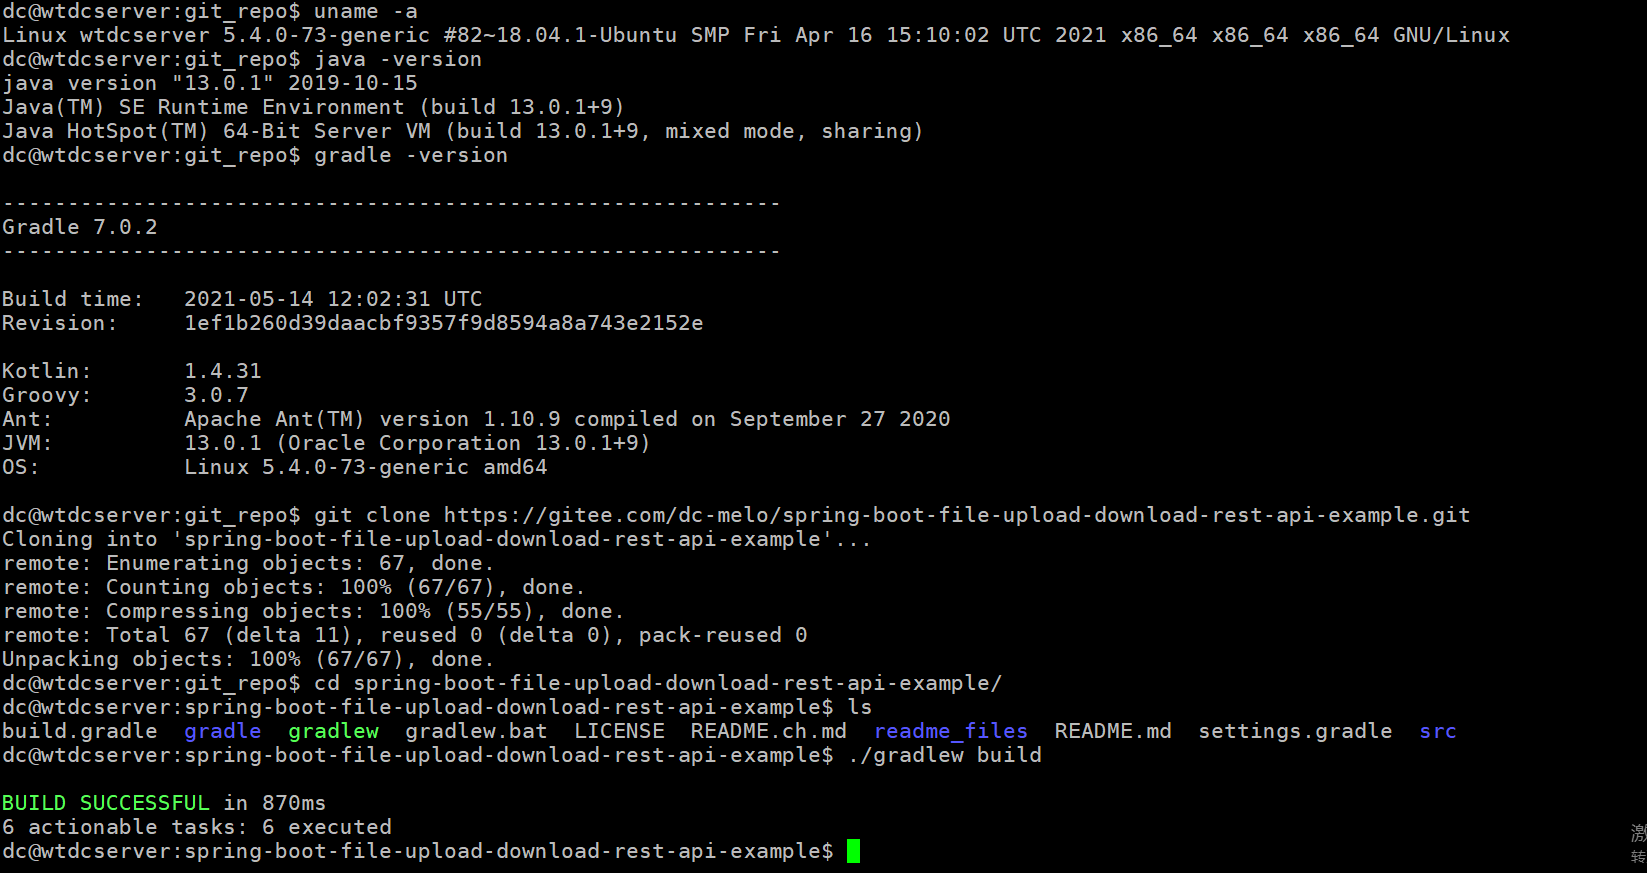 dc@wtdcserver:git_repo$ uname -a
Linux wtdcserver 5.4.0-73-generic #82~18.04.1-Ubuntu SMP Fri Apr 16 15:10:02 UTC 2021 x86_64 x86_64 x86_64 GNU/Linux
dc@wtdcserver:git_repo$ java -version
java version "13.0.1" 2019-10-15
Java(TM) SE Runtime Environment (build 13.0.1+9)
Java HotSpot(TM) 64-Bit Server VM (build 13.0.1+9, mixed mode, sharing)
dc@wtdcserver:git_repo$ gradle -version
------------------------------------------------------------
Gradle 7.0.2
------------------------------------------------------------
Build time:   2021-05-14 12:02:31 UTC
Revision:     1ef1b260d39daacbf9357f9d8594a8a743e2152e
Kotlin:       1.4.31
Groovy:       3.0.7
Ant:          Apache Ant(TM) version 1.10.9 compiled on September 27 2020
JVM:          13.0.1 (Oracle Corporation 13.0.1+9)
OS:           Linux 5.4.0-73-generic amd64
dc@wtdcserver:git_repo$ git clone https://gitee.com/dc-melo/spring-boot-file-upload-download-rest-api-example.git
Cloning into 'spring-boot-file-upload-download-rest-api-example'...
remote: Enumerating objects: 67, done.
remote: Counting objects: 100% (67/67), done.
remote: Compressing objects: 100% (55/55), done.
remote: Total 67 (delta 11), reused 0 (delta 0), pack-reused 0
Unpacking objects: 100% (67/67), done.
dc@wtdcserver:git_repo$ cd spring-boot-file-upload-download-rest-api-example/
dc@wtdcserver:spring-boot-file-upload-download-rest-api-example$ ls
build.gradle  gradle  gradlew  gradlew.bat  LICENSE  README.ch.md  readme_files  README.md  settings.gradle  src
dc@wtdcserver:spring-boot-file-upload-download-rest-api-example$ ./gradlew build
BUILD SUCCESSFUL in 870ms
6 actionable tasks: 6 executed
dc@wtdcserver:spring-boot-file-upload-download-rest-api-example$
激
转